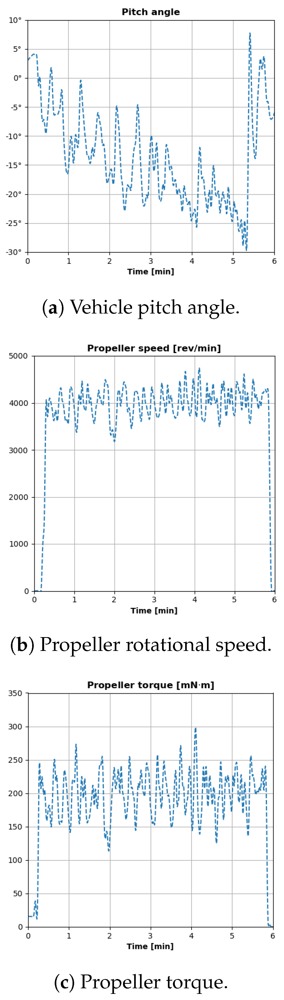 Pitch angle
10°
5°
0°
-5°
-10°
-15°
-20°
-25°
-30°
0 1 2 3 4 5 6
Time [min]
(a) Vehicle pitch angle.
Propeller speed [rev/min]
5000
4000
3000
2000
1000
0
0 1 2 3 4 5 6
Time [min]
(b) Propeller rotational speed.
Propeller torque [mN·m]
350
300
250
200
150
100
50
0
0 1 2 3 4 5 6
Time [min]
(c) Propeller torque.